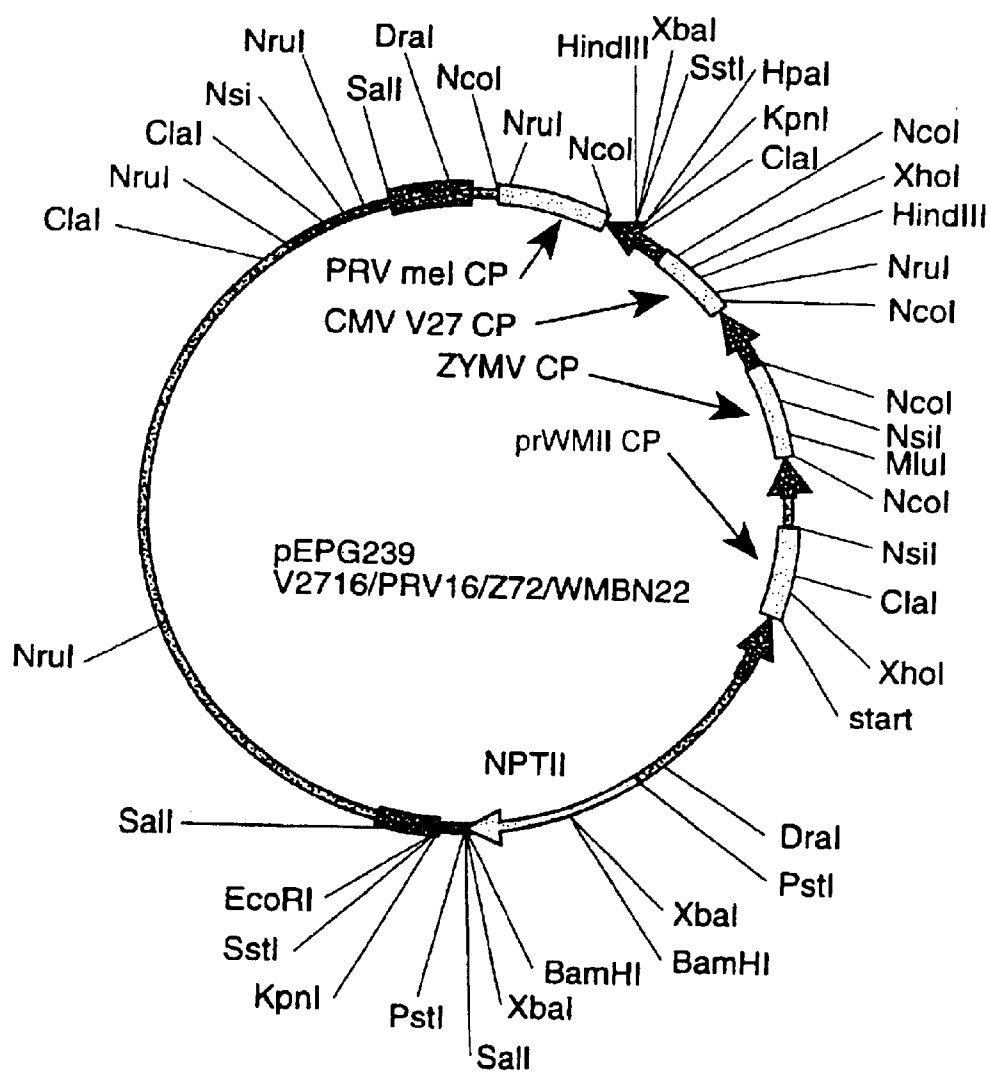 NruI
DraI
NcoI
HindIII
XbaI
SstI
HpaI
KpnI
ClaI
NcoI
XhoI
HindIII
NruI
NcoI
NcoI
NsiI
MluI
NcoI
NsiI
ClaI
XhoI
start
DraI
PstI
XbaI
BamHI
BamHI
XbaI
SalI
PstI
KpnI
SstI
EcoRI
SalI
NruI
ClaI
NruI
ClaI
Nsi
SalI
NruI
NcoI
PRV mel CP
CMV V27 CP
ZYMV CP
prWMII CP
pEPG239
V2716/PRV16/Z72/WMBN22
NPTII